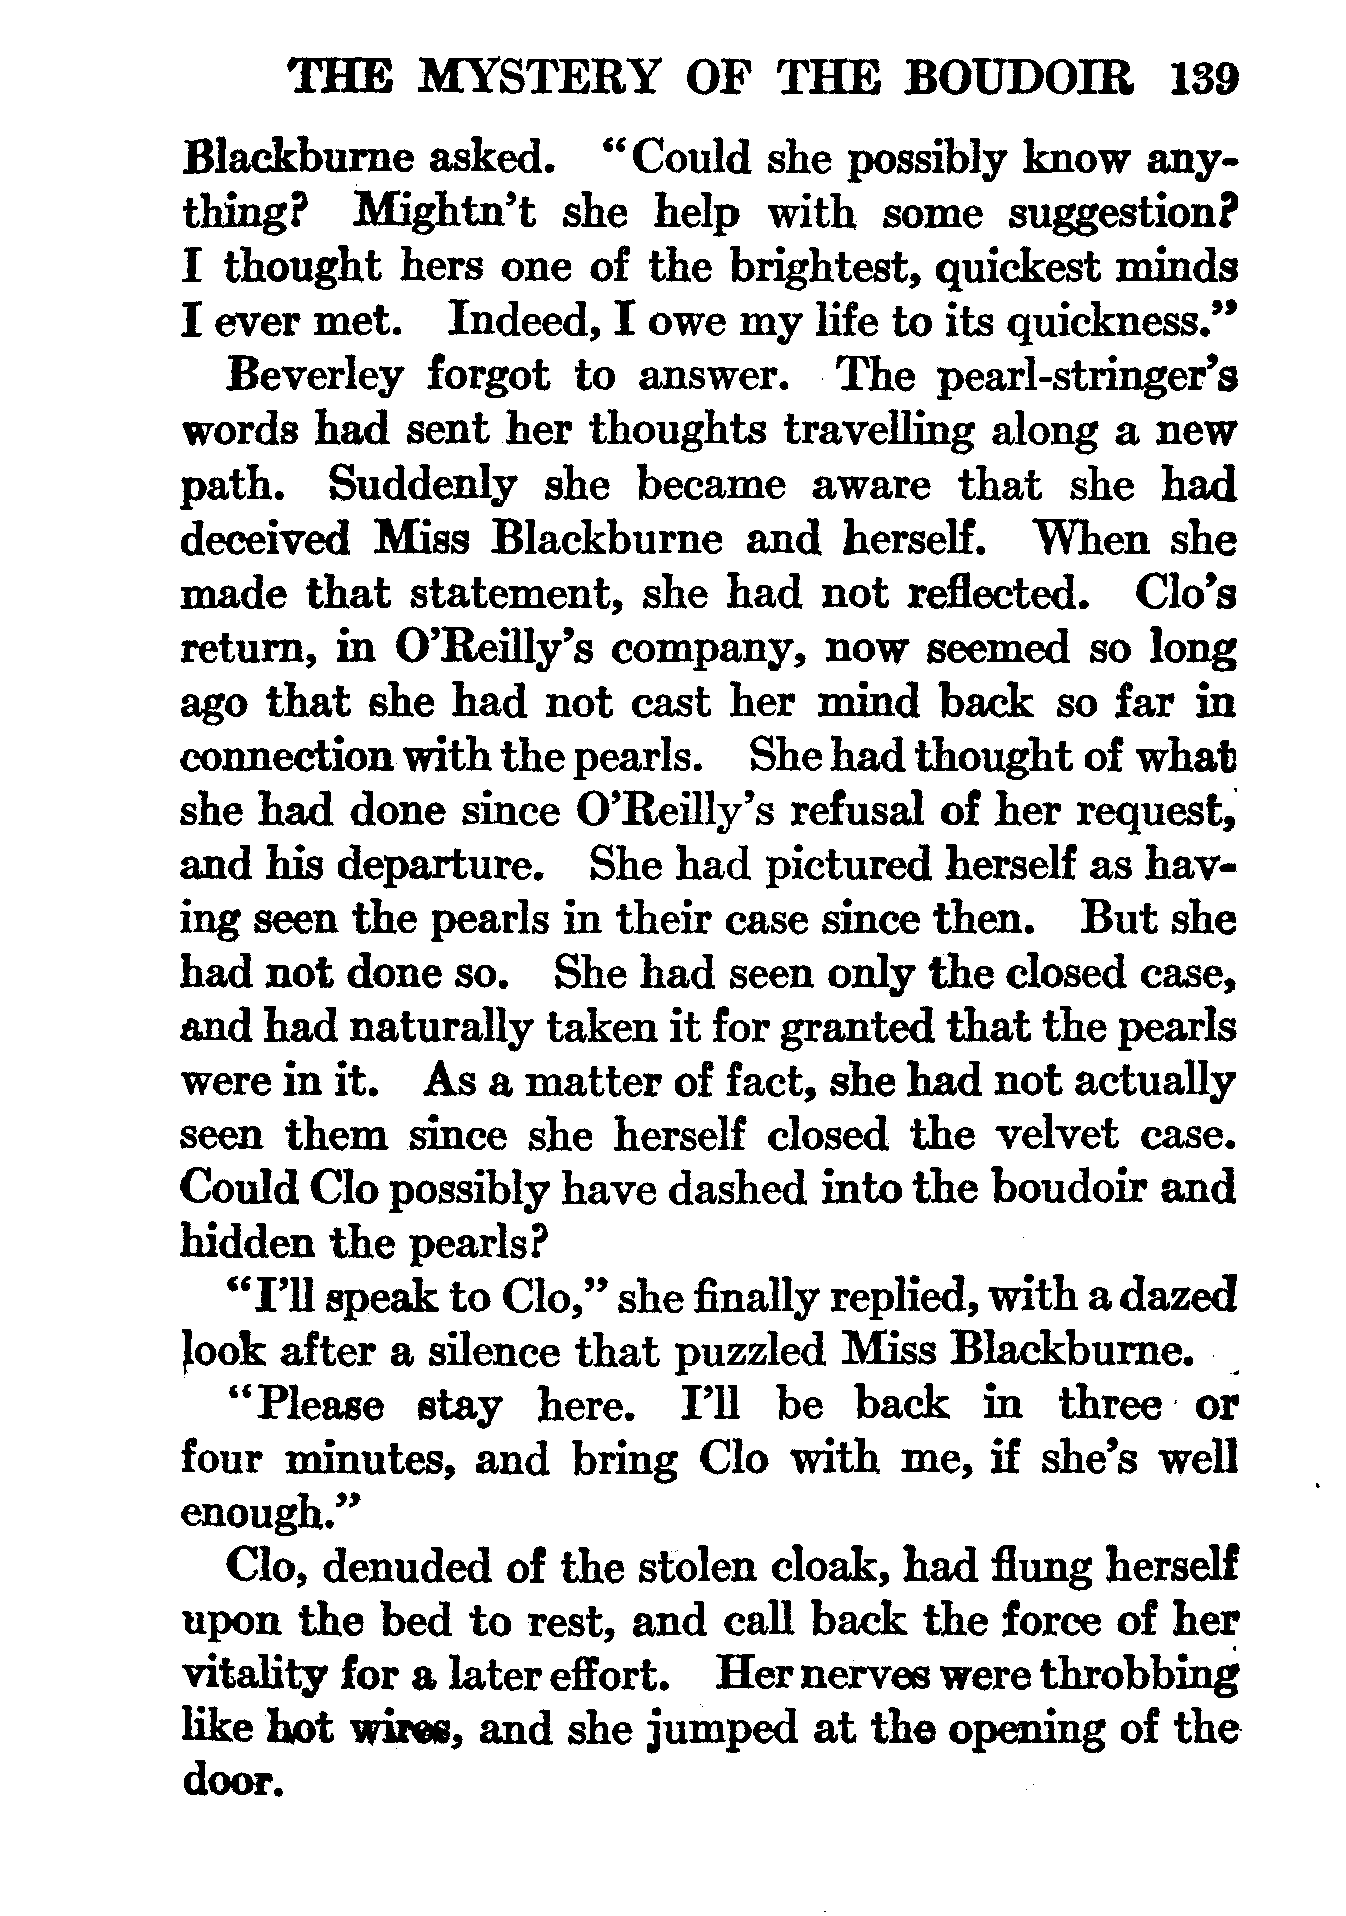 THE MYSTERY OF THE BOUDOIR 139
Blackburne asked. "Could she possibly know any-
thing? Mightn't she help with some suggestion?
I thought hers one of the brightest, quickest minds
I ever met. Indeed, I owe my life to its quickness."
Beverley forgot to answer. The pearl-stringer's
words had sent her thoughts travelling along a new
path. Suddenly she became aware that she had
deceived Miss Blackburne and herself. When she
made that statement, she had not reflected. Clo's
return, in O'Reilly's company, now seemed so long
ago that she had not cast her mind back so far in
connection with the pearls. She had thought of what
she had done since O'Reilly's refusal of her request,
and his departure. She had pictured herself as hav-
ing seen the pearls in their case since then. But she
had not done so. She had seen only the closed case,
and had naturally taken it for granted that the pearls
were in it. As a matter of fact, she had not actually
seen them since she herself closed the velvet case.
Could Clo possibly have dashed into the boudoir and
hidden the pearls?
"I'll speak to Clo," she finally replied, with a dazed
look after a silence that puzzled Miss Blackburne.
"Please stay here. I'll be back in three or
four minutes, and bring Clo with me, if she's well
enough."
Clo, denuded of the stolen cloak, had flung herself
upon the bed to rest, and call back the force of her
vitality for a later effort. Her nerves were throbbing
like hot wires, and she jumped at the opening of the
door.